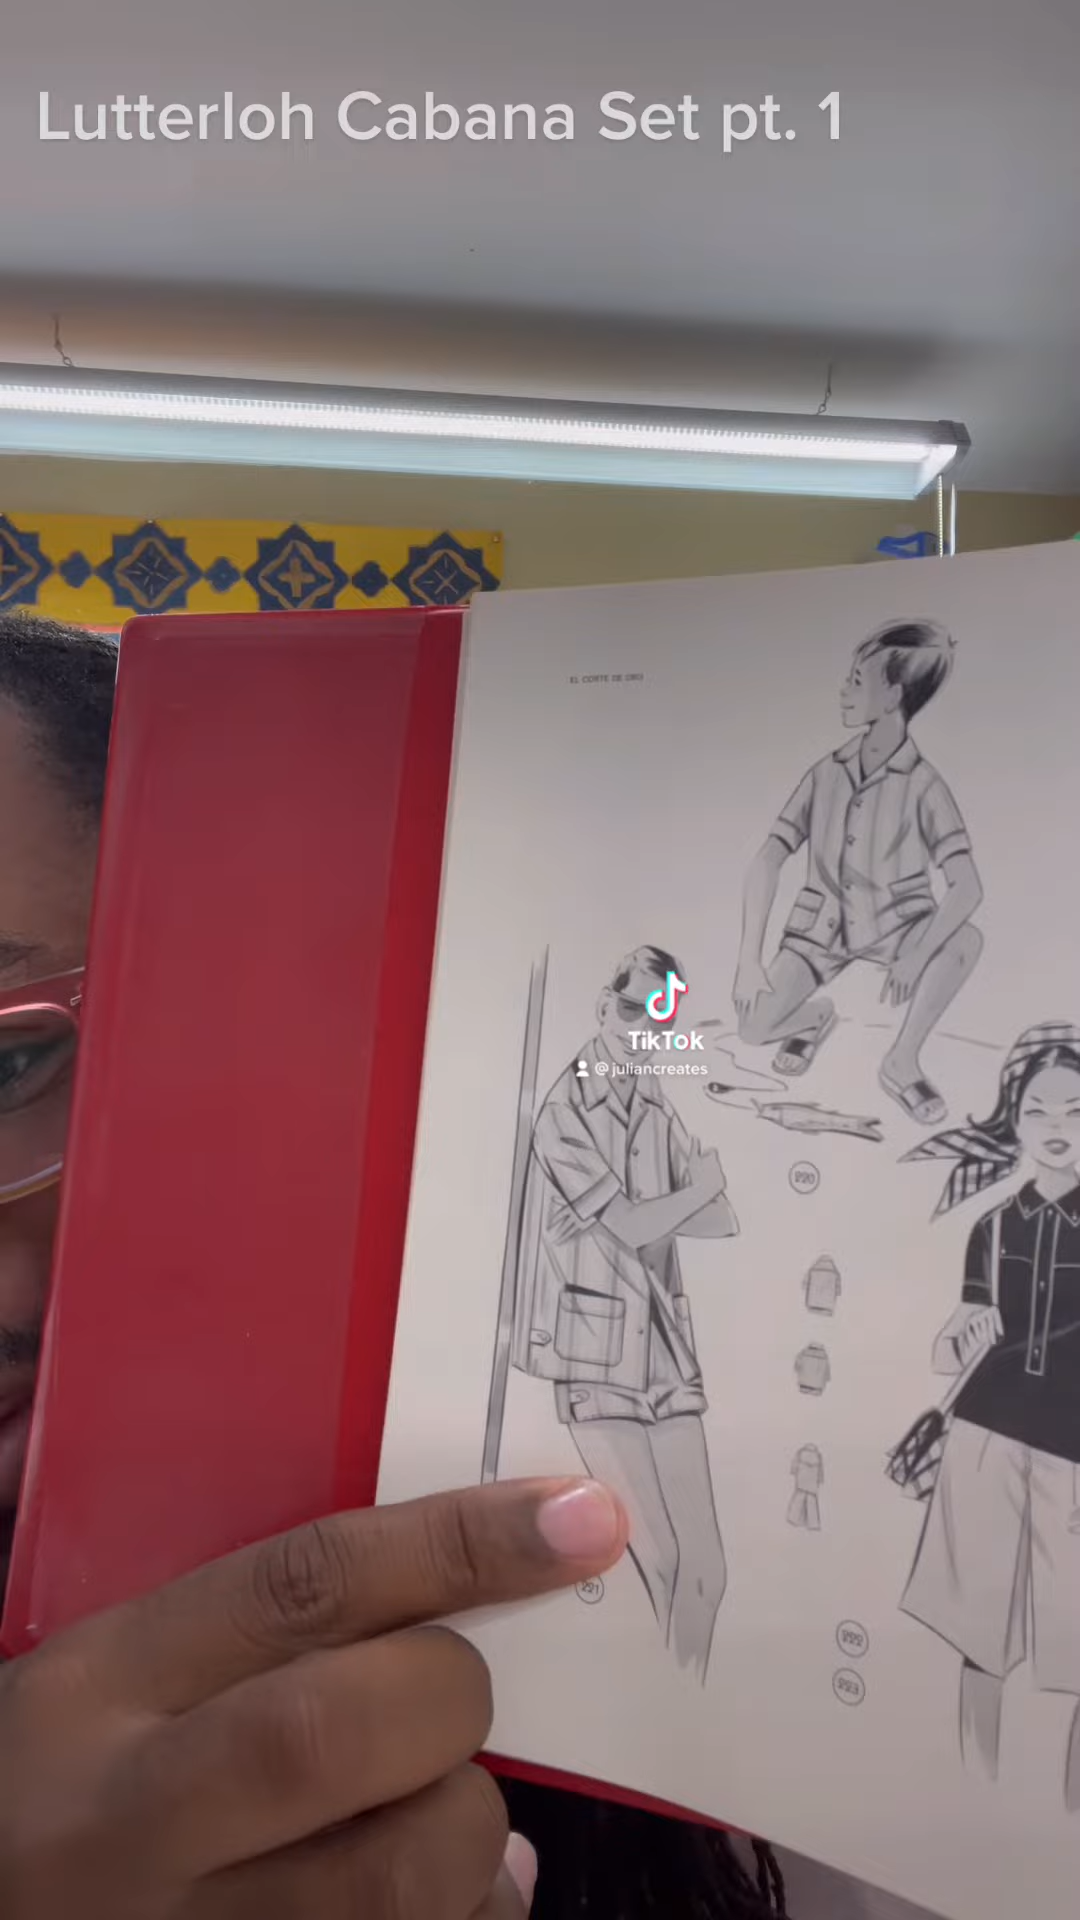 Lutterloh Cabana Set pt. 1
EL CORTE DE ORO
TikTok
@juliancreates
220
221
222
223